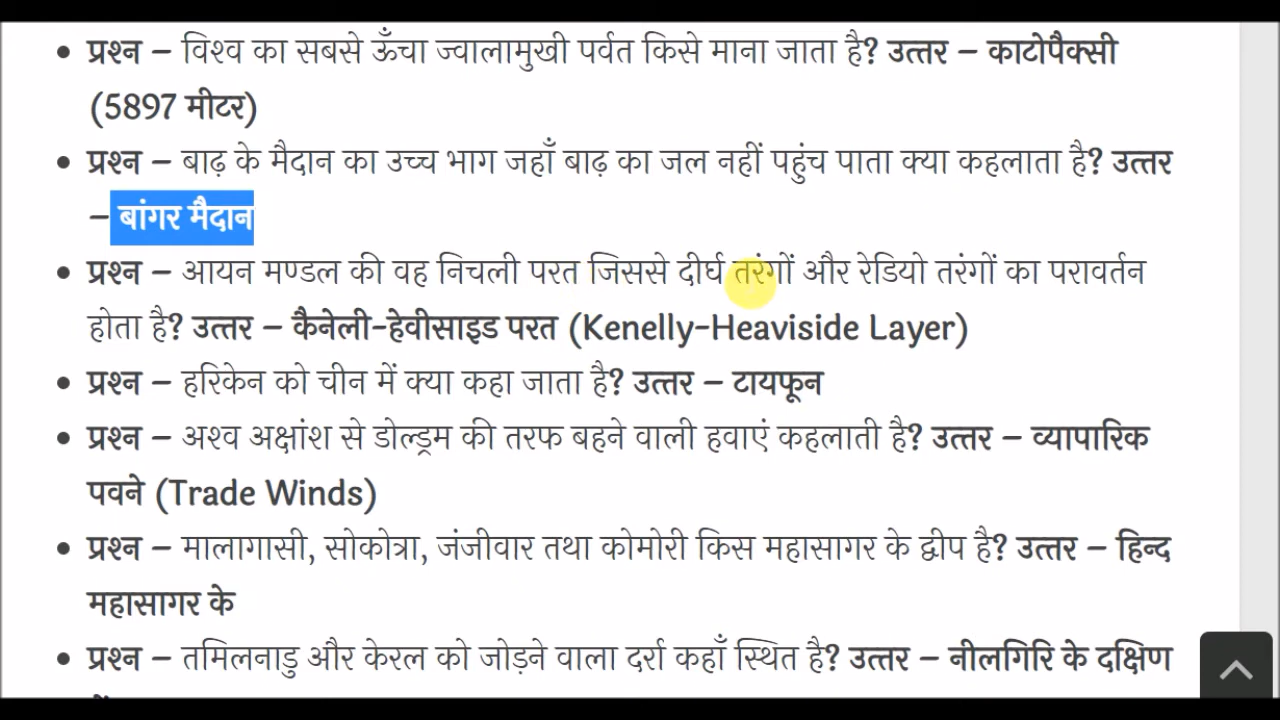 • प्रश्न – विश्व का सबसे ऊँचा ज्वालामुखी पर्वत किसे माना जाता है? उत्तर – काटोपैक्सी
(5897 मीटर)
• प्रश्न – बाढ़ के मैदान का उच्च भाग जहाँ बाढ़ का जल नहीं पहुंच पाता क्या कहलाता है? उत्तर
– बांगर मैदान
• प्रश्न – आयन मण्डल की वह निचली परत जिससे दीर्घ तरंगों और रेडियो तरंगों का परावर्तन
होता है? उत्तर – कैनेली-हेवीसाइड परत (Kenelly-Heaviside Layer)
• प्रश्न – हरिकेन को चीन में क्या कहा जाता है? उत्तर – टायफून
• प्रश्न – अश्व अक्षांश से डोल्ड्रम की तरफ बहने वाली हवाएं कहलाती है? उत्तर – व्यापारिक
पवने (Trade Winds)
• प्रश्न – मालागासी, सोकोत्रा, जंजीवार तथा कोमोरी किस महासागर के द्वीप है? उत्तर – हिन्द
महासागर के
• प्रश्न – तमिलनाडु और केरल को जोड़ने वाला दर्रा कहाँ स्थित है? उत्तर – नीलगिरि के दक्षिण